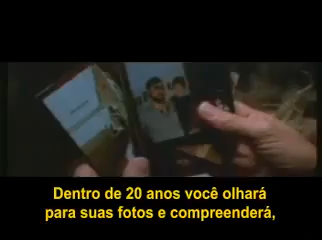 Dentro de 20 anos você olhará
para suas fotos e compreenderá,